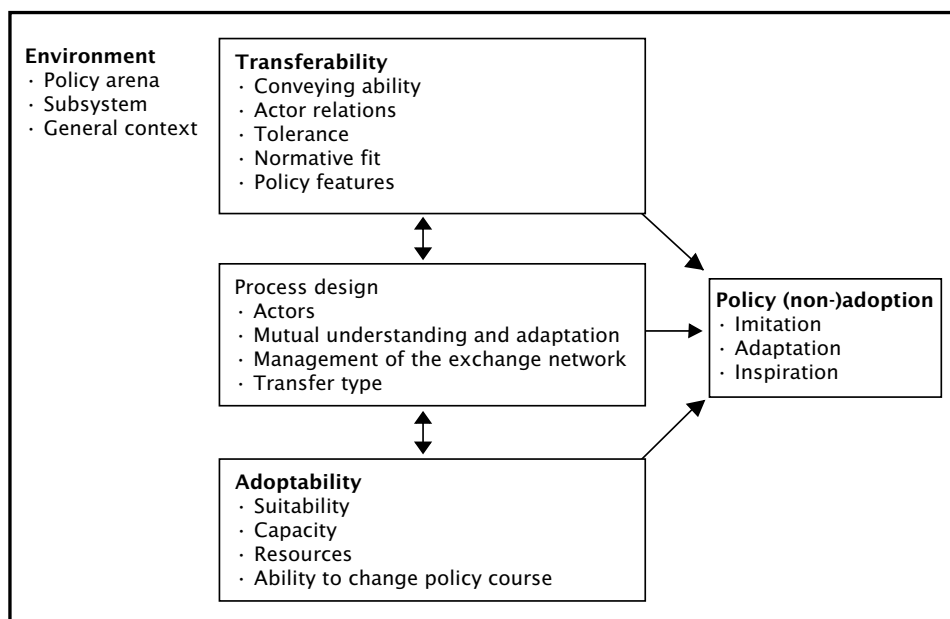 Environment
· Policy arena
· Subsystem
· General context
Transferability
· Conveying ability
· Actor relations
· Tolerance
· Normative fit
· Policy features
Process design
· Actors
· Mutual understanding and adaptation
· Management of the exchange network
· Transfer type
Policy (non-)adoption
· Imitation
· Adaptation
· Inspiration
Adoptability
· Suitability
· Capacity
· Resources
· Ability to change policy course